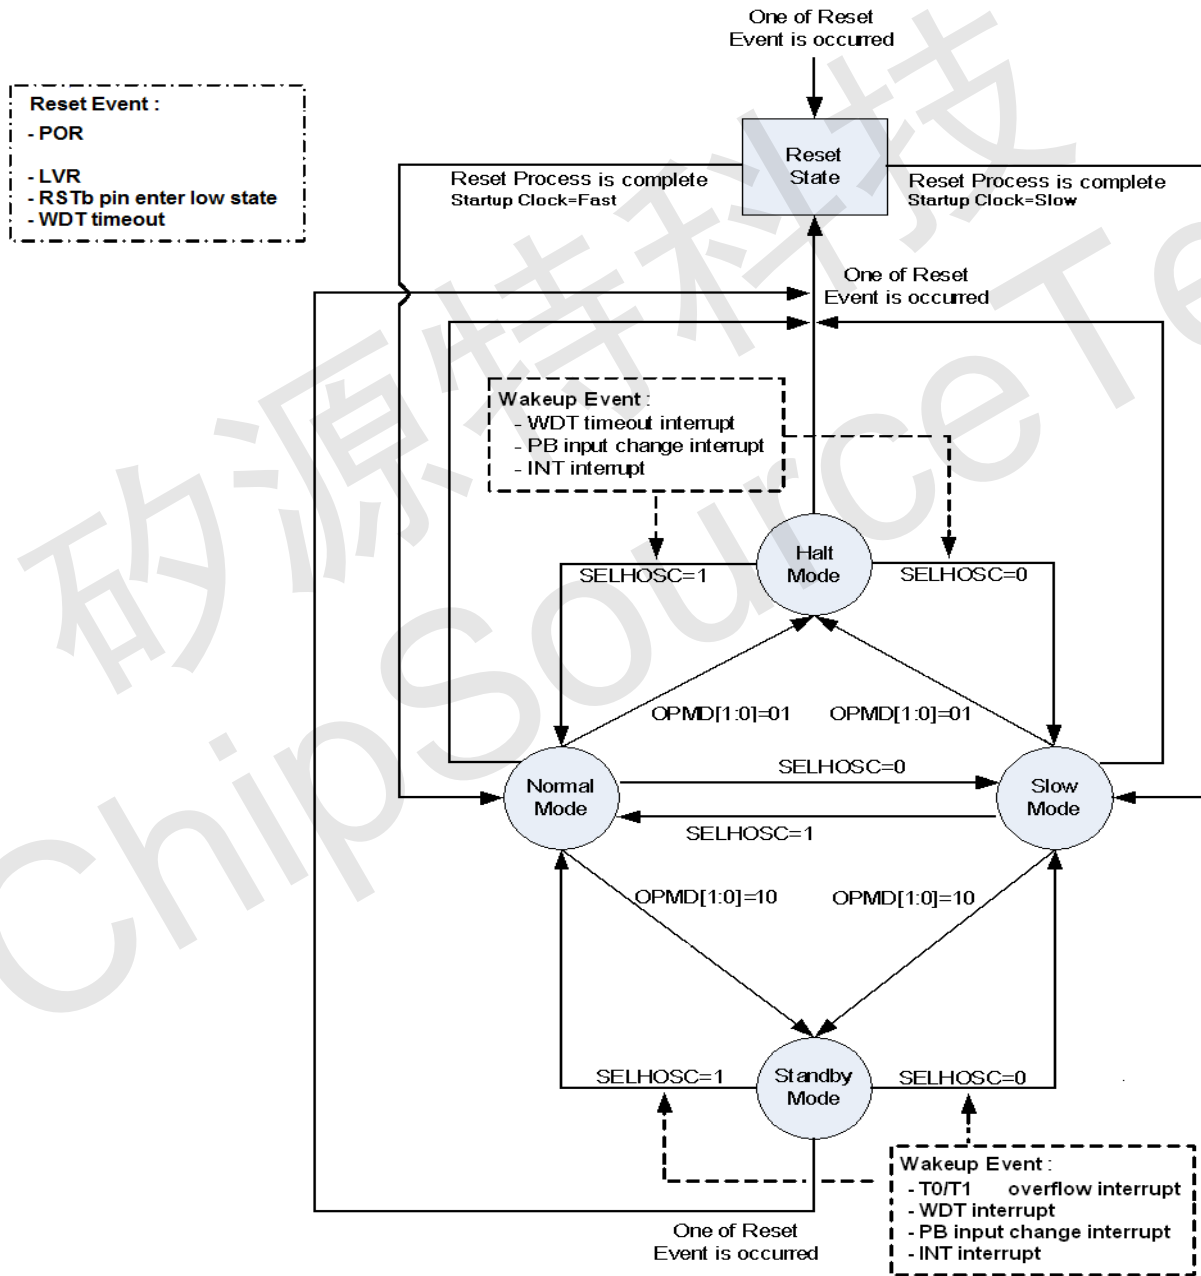 One of Reset
Event is occurred
Reset Event :
- POR
- LVR
- RSTb pin enter low state
- WDT timeout
Reset
State
Reset Process is complete
Startup Clock=Fast
Reset Process is complete
Startup Clock=Slow
One of Reset
Event is occurred
Wakeup Event :
- WDT timeout interrupt
- PB input change interrupt
- INT interrupt
Halt
Mode
SELHOSC=1
SELHOSC=0
OPMD[1:0]=01
OPMD[1:0]=01
SELHOSC=0
Normal
Mode
Slow
Mode
SELHOSC=1
OPMD[1:0]=10
OPMD[1:0]=10
SELHOSC=1
Standby
Mode
SELHOSC=0
Wakeup Event :
- T0/T1 overflow interrupt
- WDT interrupt
- PB input change interrupt
- INT interrupt
One of Reset
Event is occurred
矽源特科技
ChipSourceTe